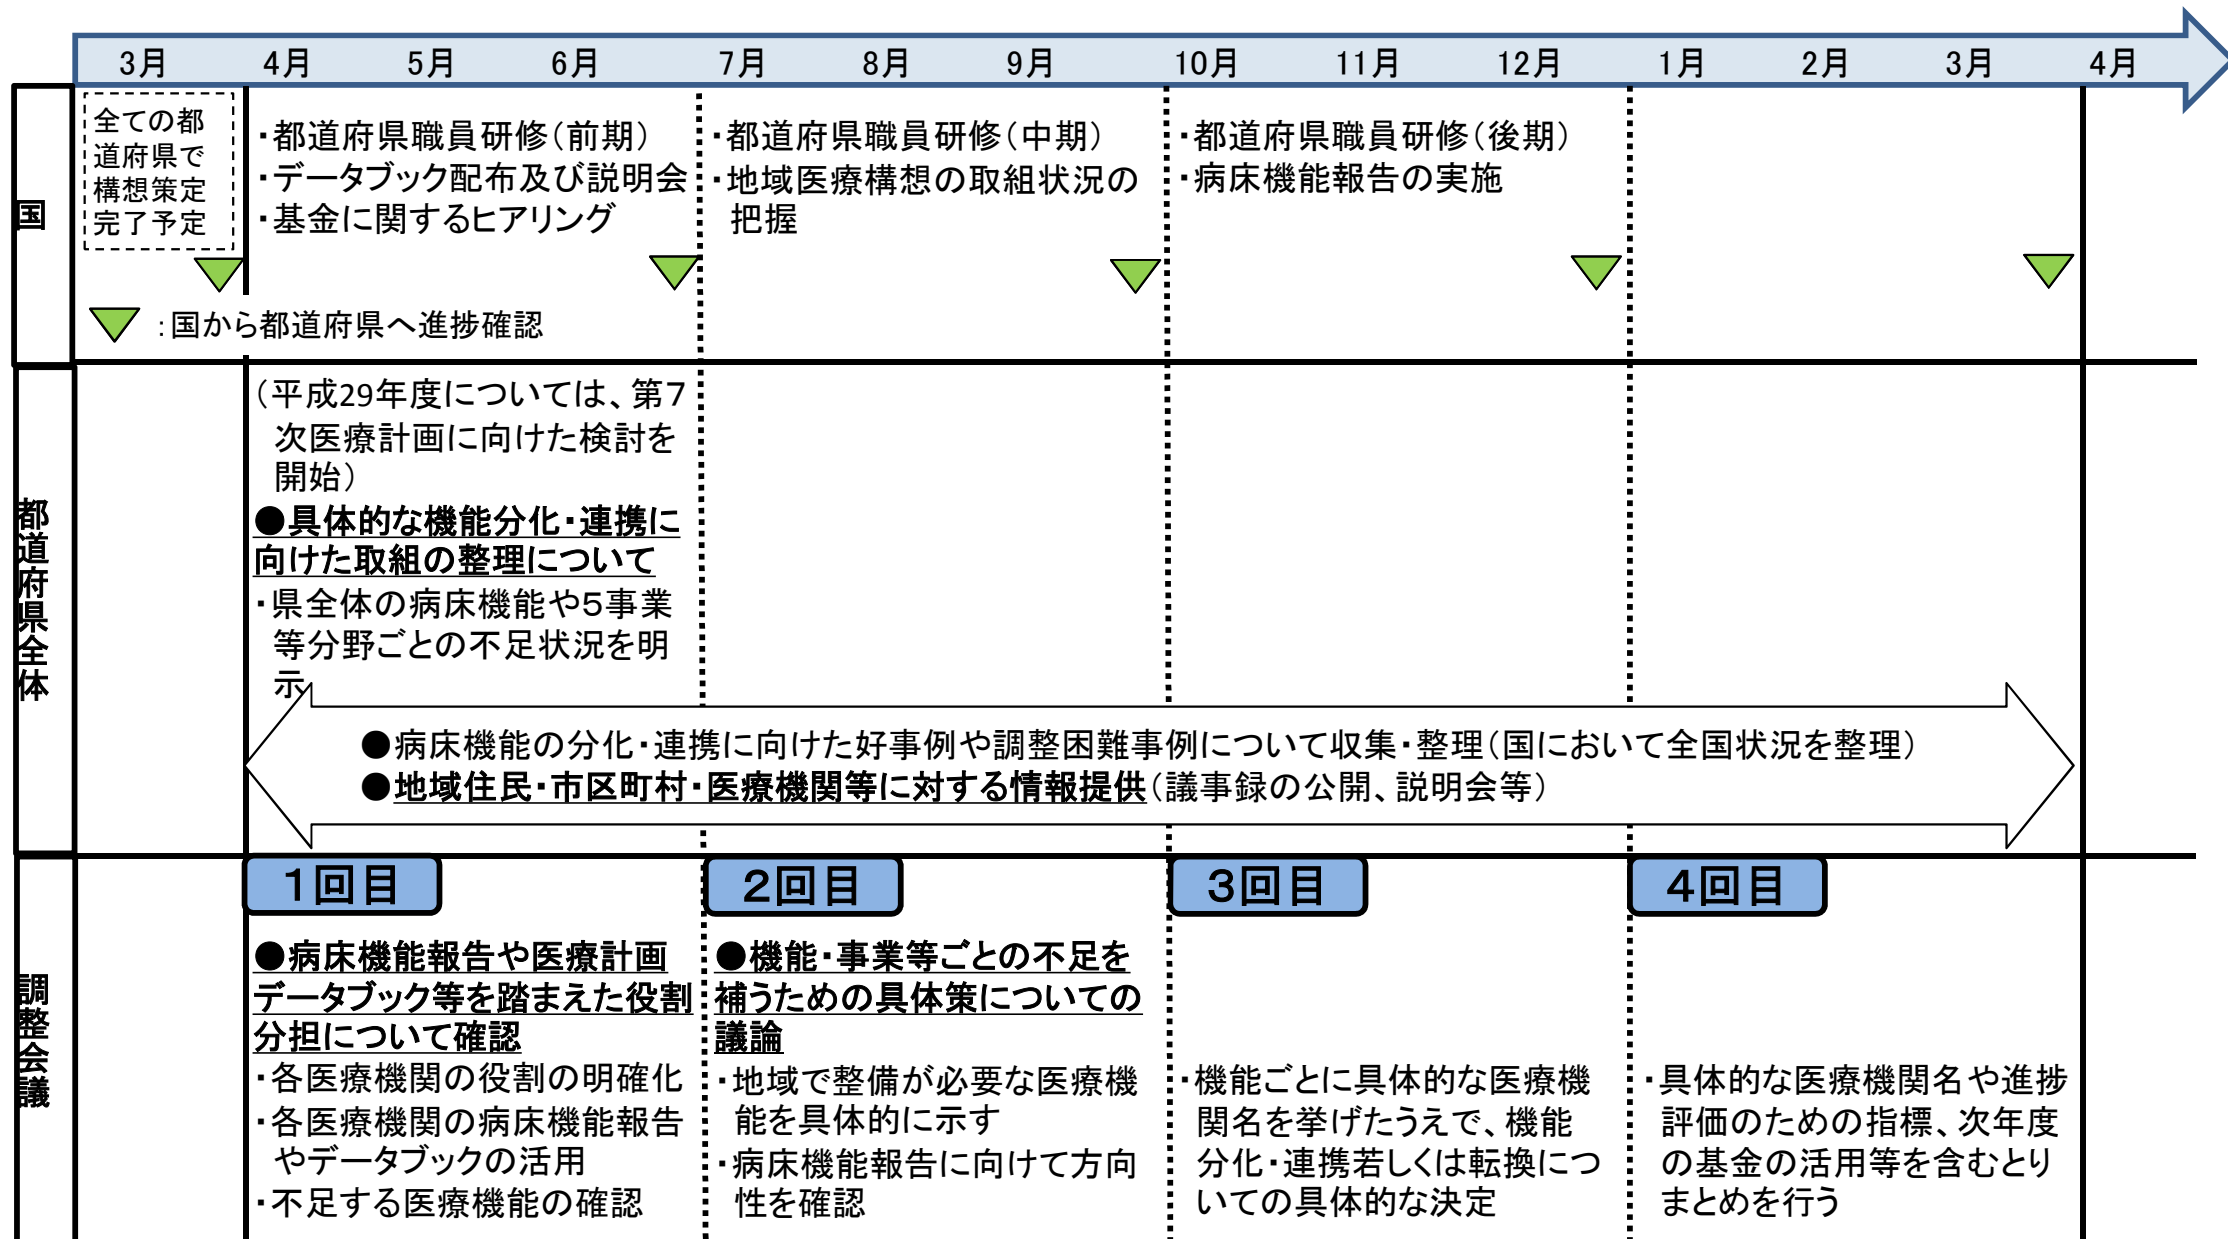 3月 4月 5月 6月 7月 8月 9月 10月 11月 12月 1月 2月 3月 4月
国
全ての都
道府県で
構想策定
完了予定
・都道府県職員研修（前期）
・データブック配布及び説明会
・基金に関するヒアリング
・都道府県職員研修（中期）
・地域医療構想の取組状況の
把握
・都道府県職員研修（後期）
・病床機能報告の実施
：国から都道府県へ進捗確認
都道府県全体
（平成29年度については、第7
次医療計画に向けた検討を
開始）
●具体的な機能分化・連携に
向けた取組の整理について
・県全体の病床機能や5事業
等分野ごとの不足状況を明
示
●病床機能の分化・連携に向けた好事例や調整困難事例について収集・整理（国において全国状況を整理）
●地域住民・市区町村・医療機関等に対する情報提供（議事録の公開、説明会等）
調整会議
1回目
●病床機能報告や医療計画
データブック等を踏まえた役割
分担について確認
・各医療機関の役割の明確化
・各医療機関の病床機能報告
やデータブックの活用
・不足する医療機能の確認
2回目
●機能・事業等ごとの不足を
補うための具体策についての
議論
・地域で整備が必要な医療機
能を具体的に示す
・病床機能報告に向けて方向
性を確認
3回目
・機能ごとに具体的な医療機
関名を挙げたうえで、機能
分化・連携若しくは転換につ
いての具体的な決定
4回目
・具体的な医療機関名や進捗
評価のための指標、次年度
の基金の活用等を含むとり
まとめを行う